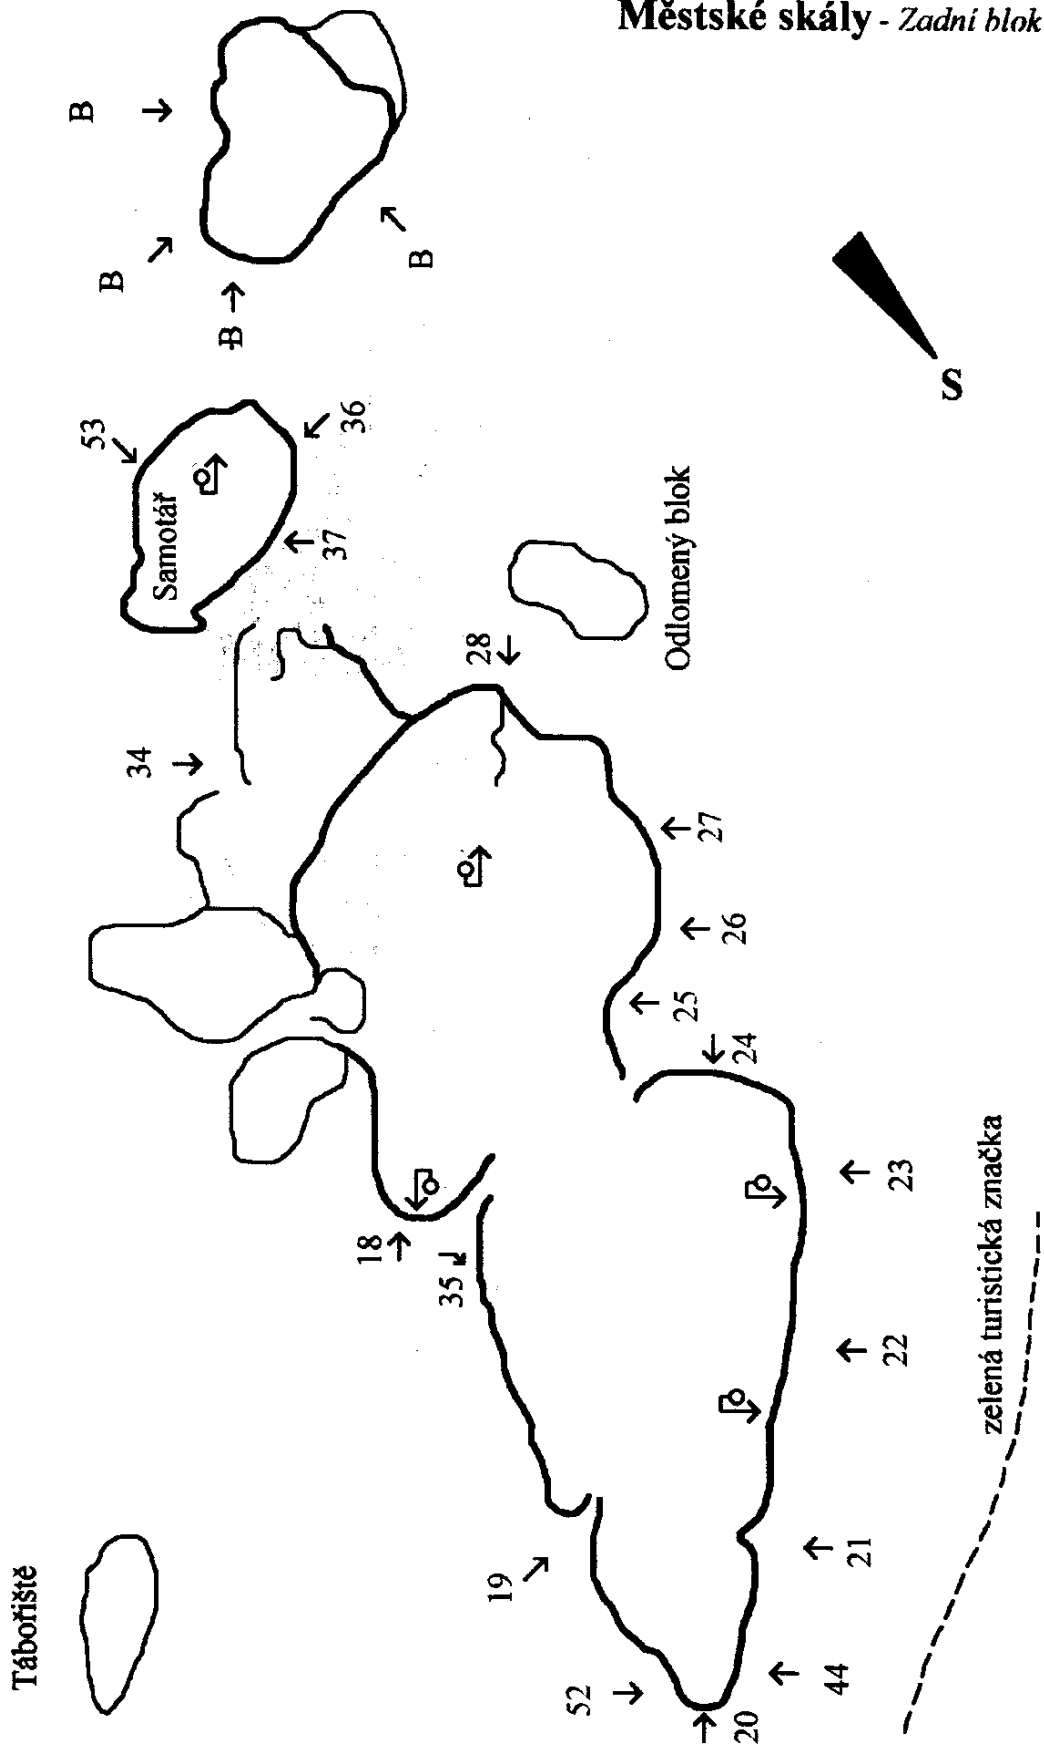 Městské skály - Zadní blok
B
B
B
B
53
36
37
Samotář
S
34
28
Odlomený blok
27
26
25
24
18
35
23
22
zelená turistická značka
21
19
Tábořiště
52
44
20